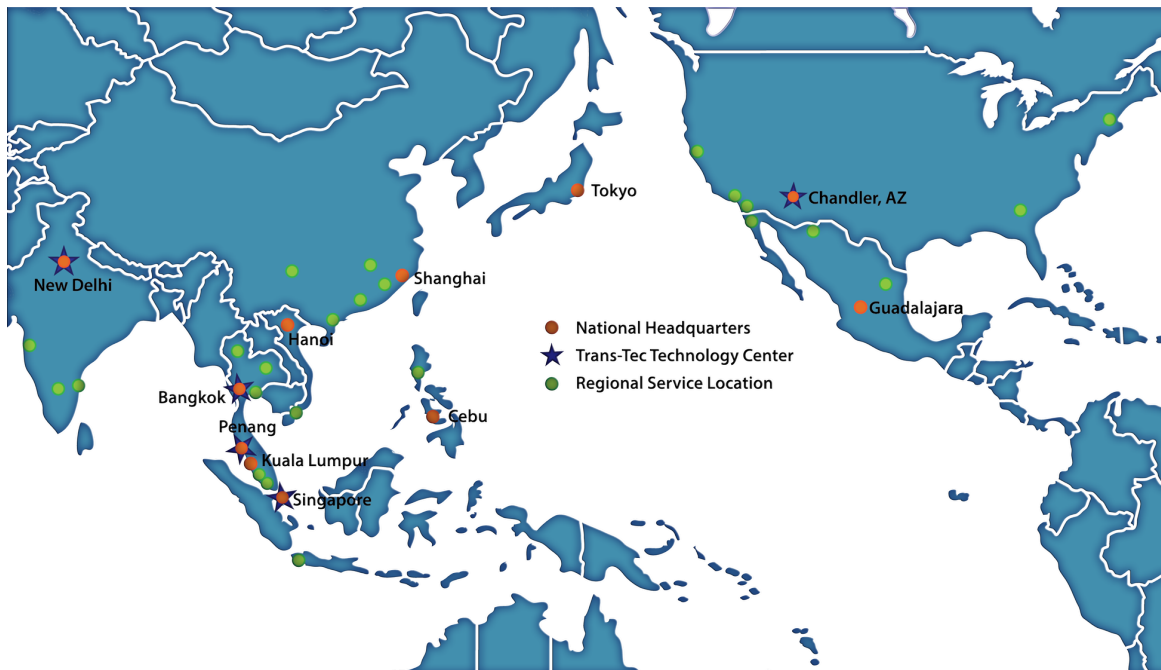 Tokyo
Chandler, AZ
New Delhi
Shanghai
Guadalajara
National Headquarters
Hanoi
Trans-Tec Technology Center
Regional Service Location
Bangkok
Cebu
Penang
Kuala Lumpur
Singapore